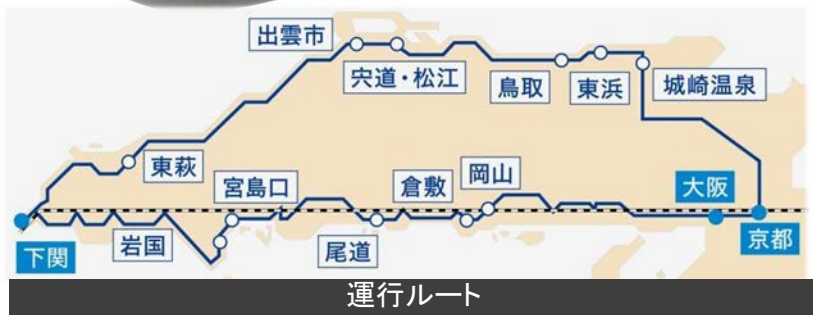 出雲市
宍道・松江
鳥取
東浜
城崎温泉
東萩
宮島口
倉敷
岡山
大阪
下関
岩国
尾道
京都
運行ルート